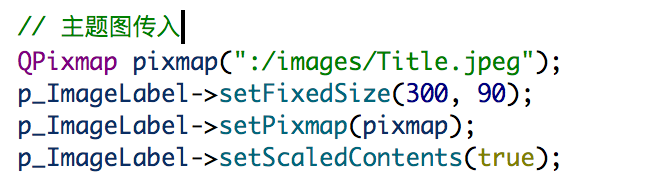 // 主题图传入
QPixmap pixmap(":/images/Title.jpeg");
p_ImageLabel->setFixedSize(300, 90);
p_ImageLabel->setPixmap(pixmap);
p_ImageLabel->setScaledContents(true);